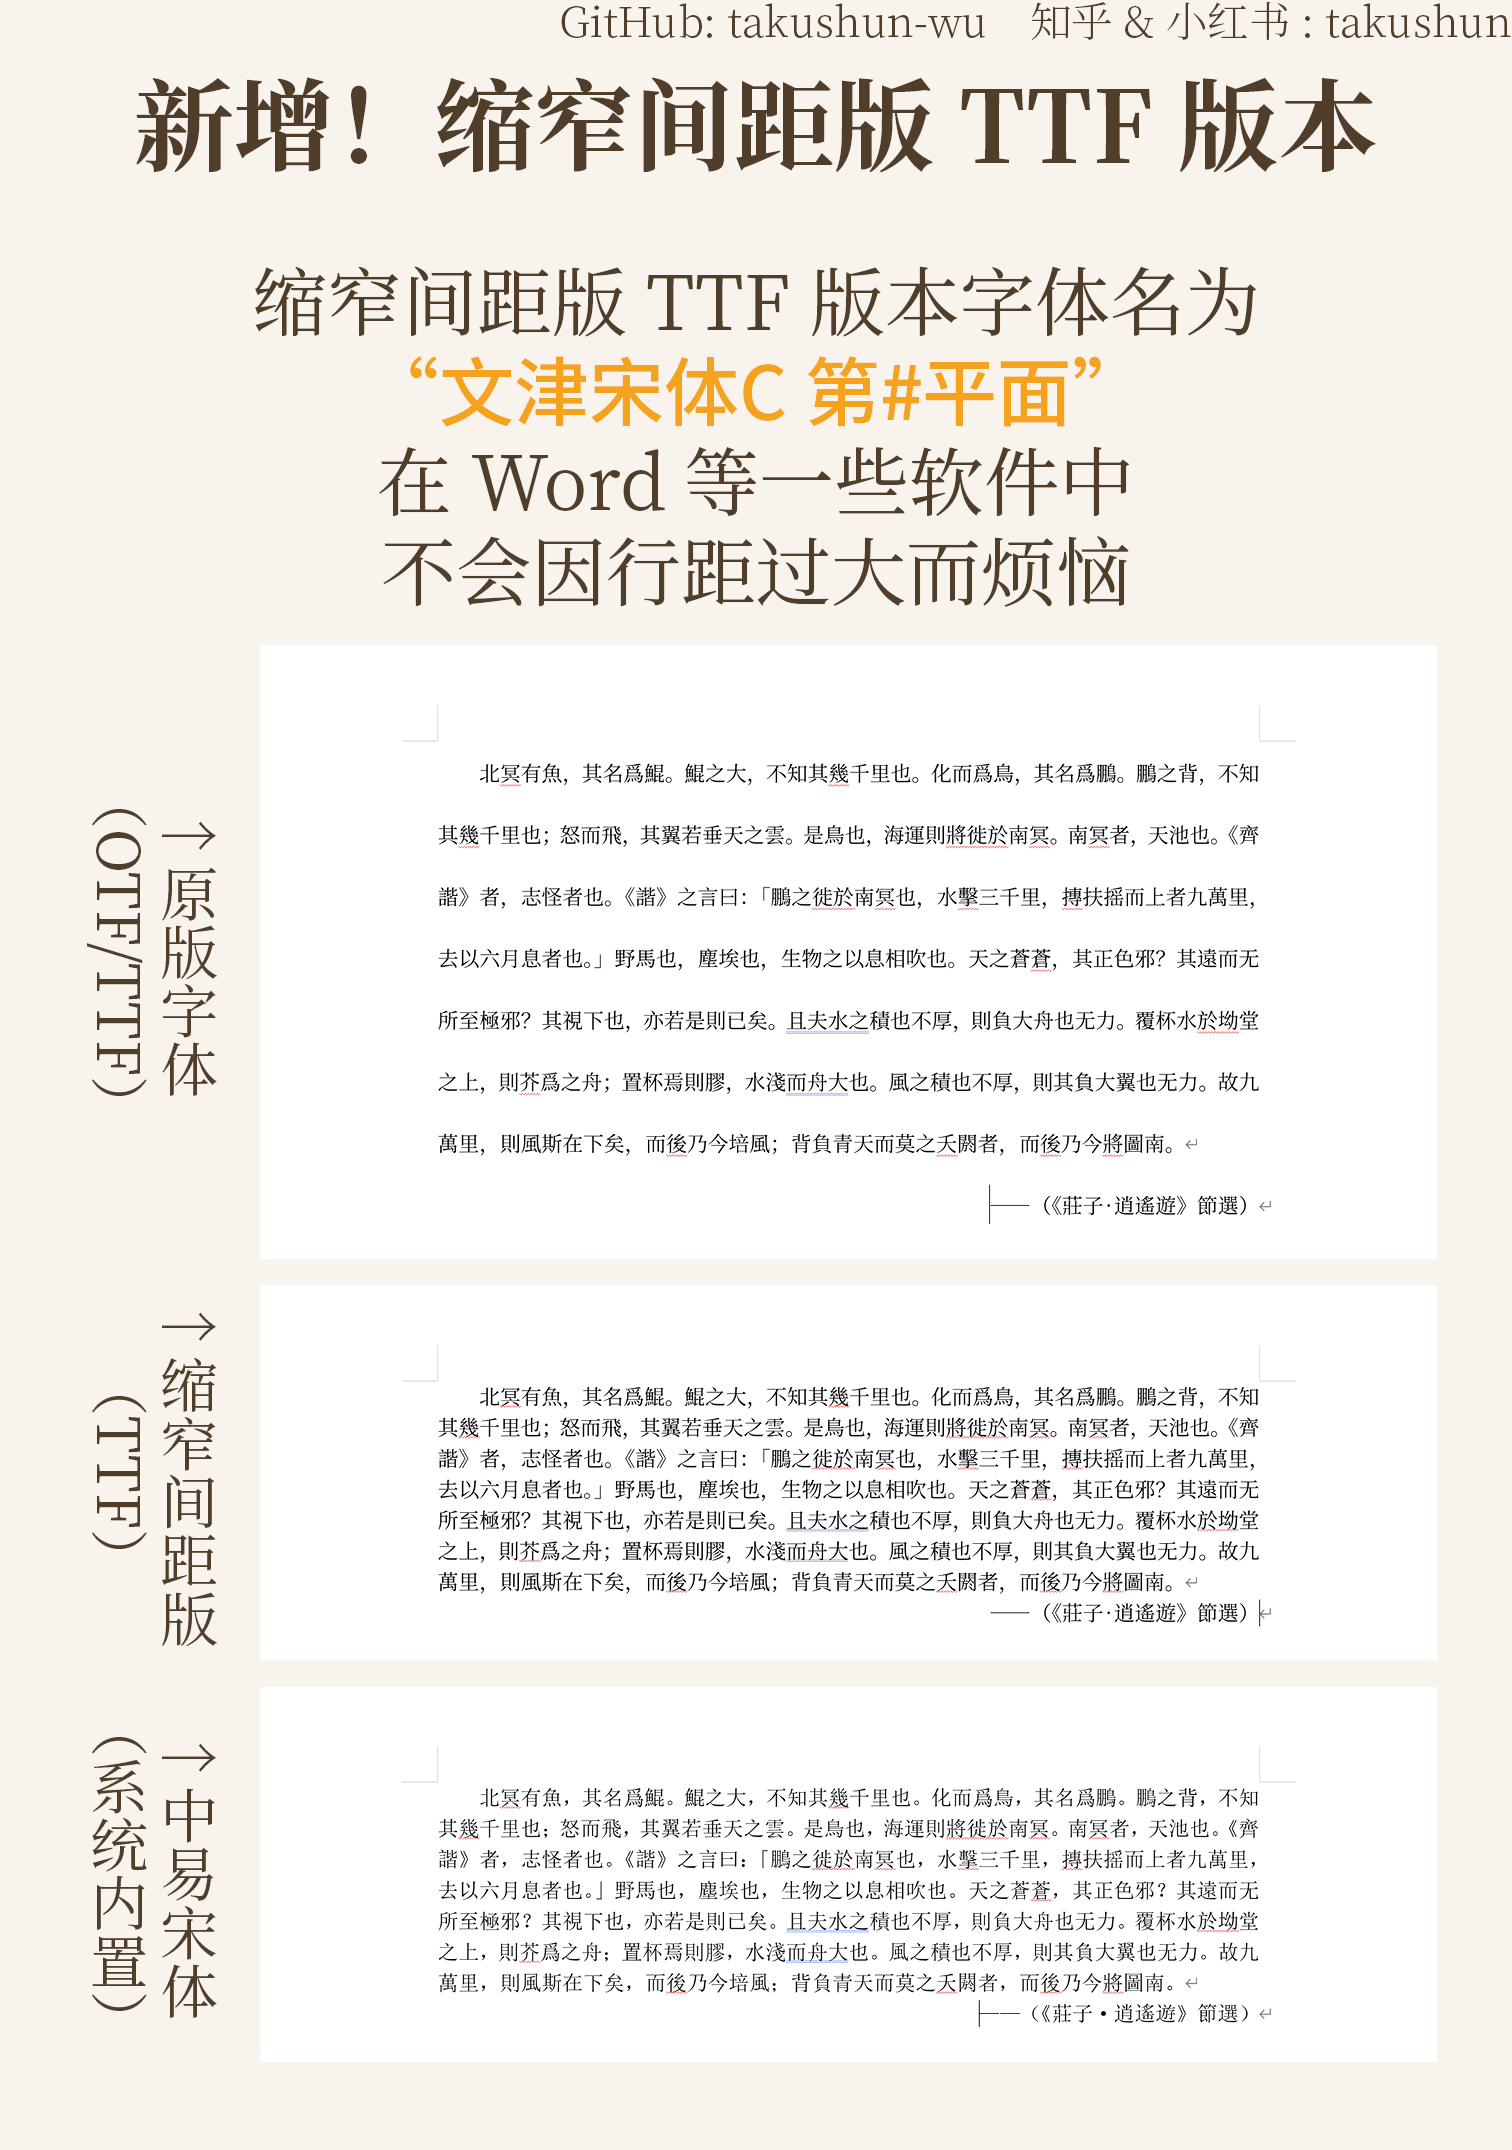 GitHub: takushun-wu 知乎 & 小红书 : takushun
新增！缩窄间距版 TTF 版本
缩窄间距版 TTF 版本字体名为
“文津宋体C 第#平面”
在 Word 等一些软件中
不会因行距过大而烦恼
→ 原版字体
(OTF/TTF)
北冥有魚，其名爲鯤。鯤之大，不知其幾千里也。化而爲鳥，其名爲鵬。鵬之背，不知
其幾千里也；怒而飛，其翼若垂天之雲。是鳥也，海運則將徙於南冥。南冥者，天池也。《齊
諧》者，志怪者也。《諧》之言曰：「鵬之徙於南冥也，水擊三千里，摶扶摇而上者九萬里，
去以六月息者也。」野馬也，塵埃也，生物之以息相吹也。天之蒼蒼，其正色邪？其遠而无
所至極邪？其視下也，亦若是則已矣。且夫水之積也不厚，則負大舟也无力。覆杯水於坳堂
之上，則芥爲之舟；置杯焉則膠，水淺而舟大也。風之積也不厚，則其負大翼也无力。故九
萬里，則風斯在下矣，而後乃今培風；背負青天而莫之夭閼者，而後乃今將圖南。↵
——（《莊子·逍遙遊》節選）↵
→ 缩窄间距版
(TTF)
北冥有魚，其名爲鯤。鯤之大，不知其幾千里也。化而爲鳥，其名爲鵬。鵬之背，不知
其幾千里也；怒而飛，其翼若垂天之雲。是鳥也，海運則將徙於南冥。南冥者，天池也。《齊
諧》者，志怪者也。《諧》之言曰：「鵬之徙於南冥也，水擊三千里，摶扶摇而上者九萬里，
去以六月息者也。」野馬也，塵埃也，生物之以息相吹也。天之蒼蒼，其正色邪？其遠而无
所至極邪？其視下也，亦若是則已矣。且夫水之積也不厚，則負大舟也无力。覆杯水於坳堂
之上，則芥爲之舟；置杯焉則膠，水淺而舟大也。風之積也不厚，則其負大翼也无力。故九
萬里，則風斯在下矣，而後乃今培風；背負青天而莫之夭閼者，而後乃今將圖南。↵
——（《莊子·逍遙遊》節選）↵
→ 中易宋体
(系统内置)
北冥有魚，其名爲鯤。鯤之大，不知其幾千里也。化而爲鳥，其名爲鵬。鵬之背，不知
其幾千里也；怒而飛，其翼若垂天之雲。是鳥也，海運則將徙於南冥。南冥者，天池也。《齊
諧》者，志怪者也。《諧》之言曰：「鵬之徙於南冥也，水擊三千里，摶扶摇而上者九萬里，
去以六月息者也。」野馬也，塵埃也，生物之以息相吹也。天之蒼蒼，其正色邪？其遠而无
所至極邪？其視下也，亦若是則已矣。且夫水之積也不厚，則負大舟也无力。覆杯水於坳堂
之上，則芥爲之舟；置杯焉則膠，水淺而舟大也。風之積也不厚，則其負大翼也无力。故九
萬里，則風斯在下矣，而後乃今培風；背負青天而莫之夭閼者，而後乃今將圖南。↵
——（《莊子·逍遙遊》節選）↵